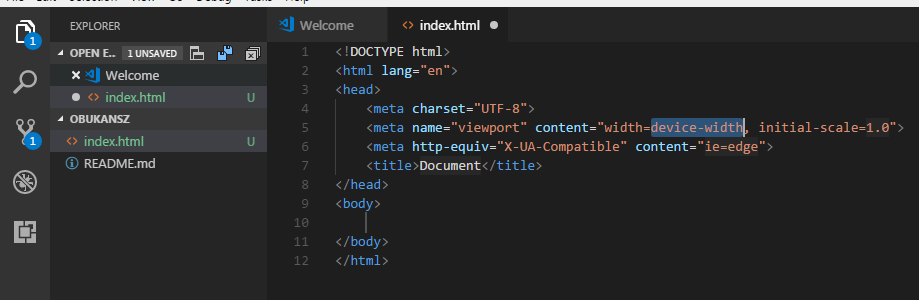 EXPLORER
OPEN E... 1 UNSAVED
Welcome
index.html U
OBUKANSZ
index.html U
README.md
1
1
Welcome index.html
1 <!DOCTYPE html>
2 <html lang="en">
3 <head>
4 <meta charset="UTF-8">
5 <meta name="viewport" content="width=device-width, initial-scale=1.0">
6 <meta http-equiv="X-UA-Compatible" content="ie=edge">
7 <title>Document</title>
8 </head>
9 <body>
10
11 </body>
12 </html>